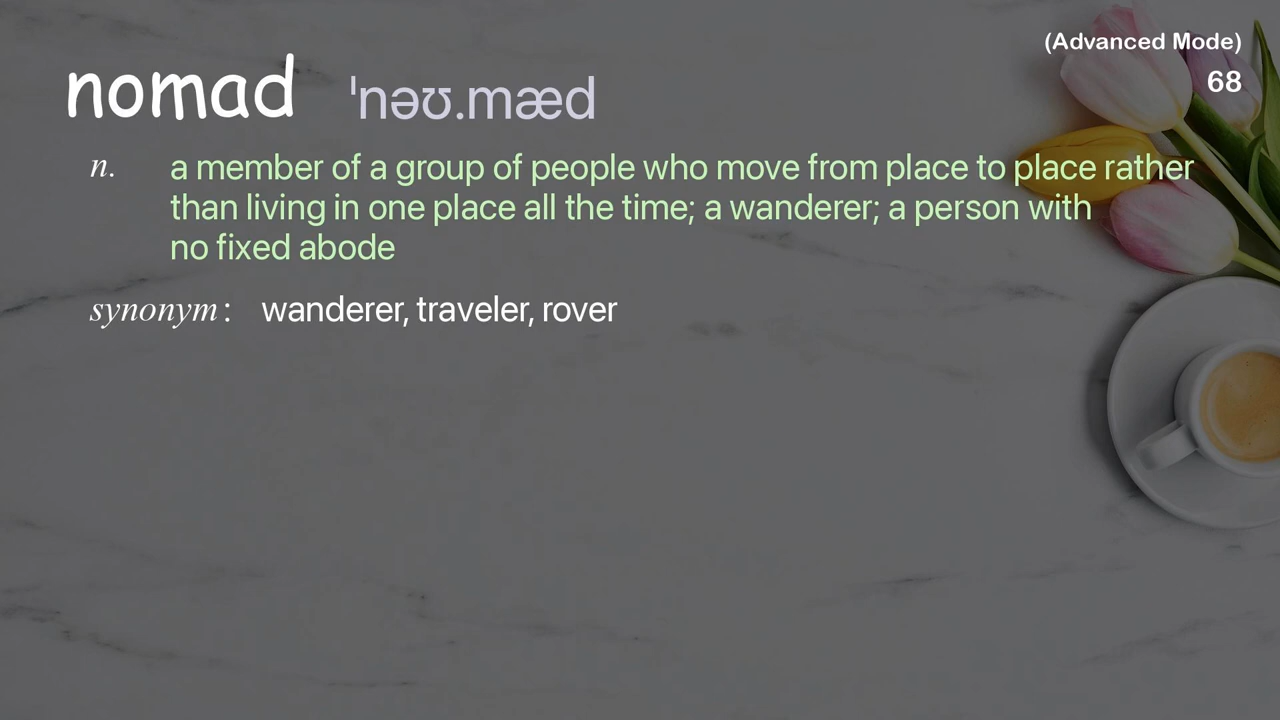 (Advanced Mode)
nomad ˈnəʊ.mæd
68
n. a member of a group of people who move from place to place rather
than living in one place all the time; a wanderer; a person with
no fixed abode
synonym: wanderer, traveler, rover